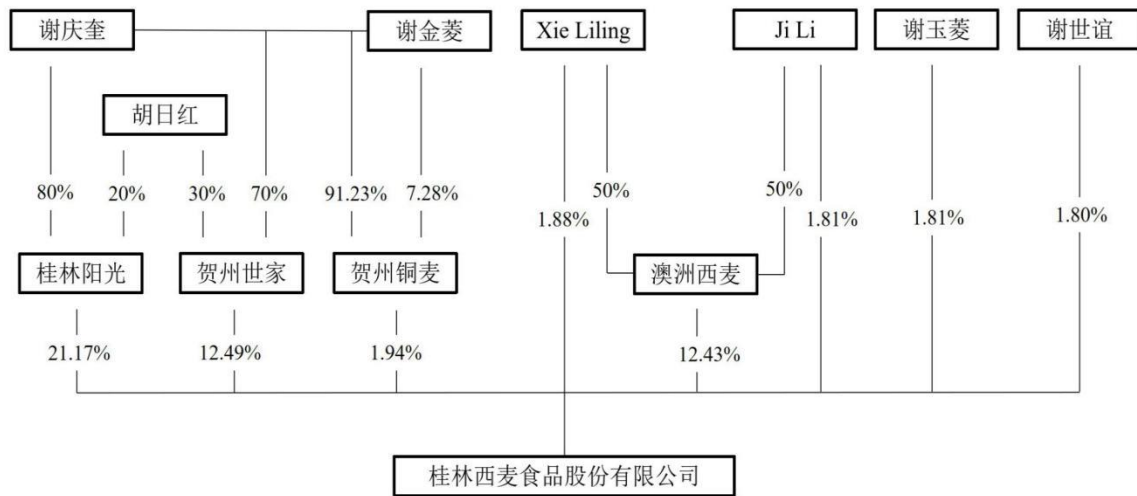 谢庆奎
谢金菱
Xie Liling
Ji Li
谢玉菱
谢世谊
胡日红
80%
20%
30%
70%
91.23%
7.28%
50%
50%
1.88%
1.81%
1.81%
1.80%
桂林阳光
贺州世家
贺州铜麦
澳洲西麦
21.17%
12.49%
1.94%
12.43%
桂林西麦食品股份有限公司